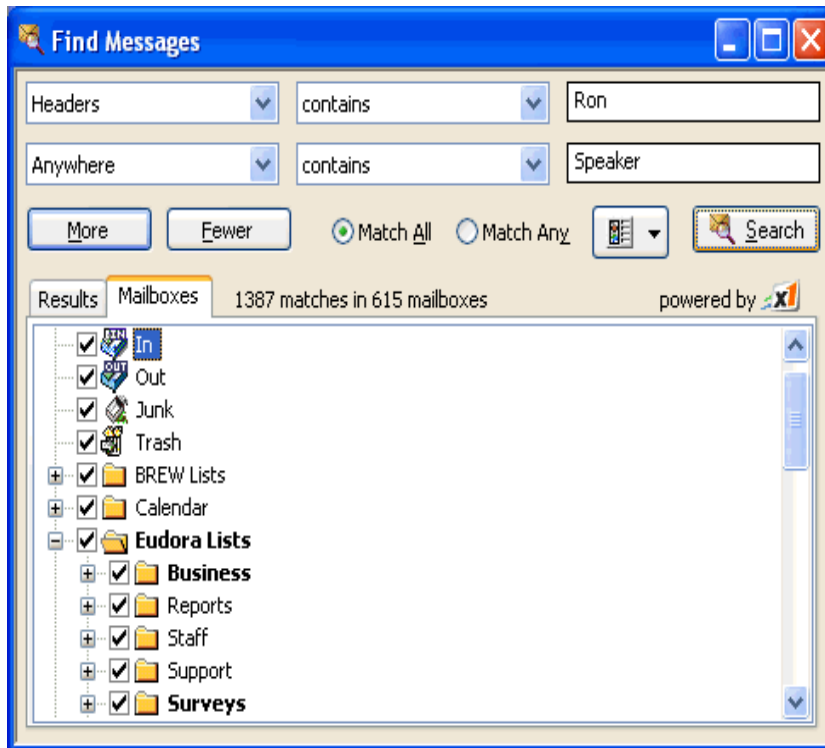 Find Messages
Headers contains Ron
Anywhere contains Speaker
More Fewer Match All Match Any Search
Results Mailboxes 1387 matches in 615 mailboxes powered by x1
In
Out
Junk
Trash
BREW Lists
Calendar
Eudora Lists
Business
Reports
Staff
Support
Surveys